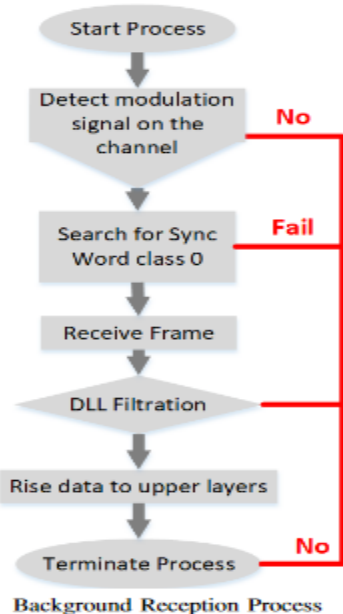 Start Process
Detect modulation
signal on the
channel
No
Search for Sync
Word class 0
Fail
Receive Frame
DLL Filtration
Rise data to upper layers
Terminate Process
No
Background Reception Process